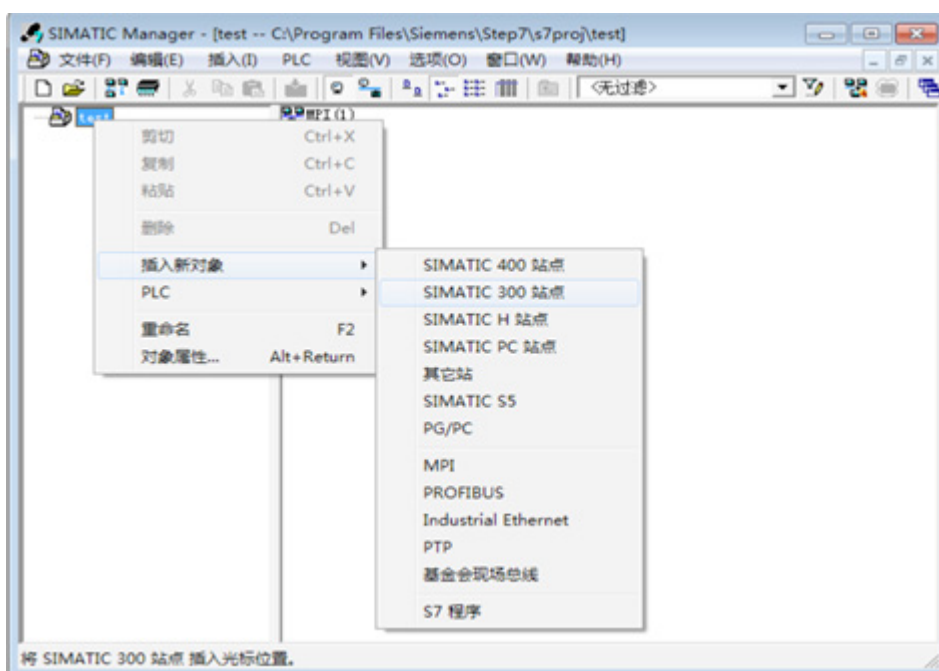 SIMATIC Manager - [test -- C:\Program Files\Siemens\Step7\s7proj\test]
文件(F) 编辑(E) 插入(I) PLC 视图(V) 选项(O) 窗口(W) 帮助(H)
<无过滤>
test MPI(1)
剪切 Ctrl+X
复制 Ctrl+C
粘贴 Ctrl+V
删除 Del
插入新对象
PLC
重命名 F2
对象属性... Alt+Return
SIMATIC 400 站点
SIMATIC 300 站点
SIMATIC H 站点
SIMATIC PC 站点
其它站
SIMATIC S5
PG/PC
MPI
PROFIBUS
Industrial Ethernet
PTP
基金会现场总线
S7 程序
将 SIMATIC 300 站点 插入光标位置。